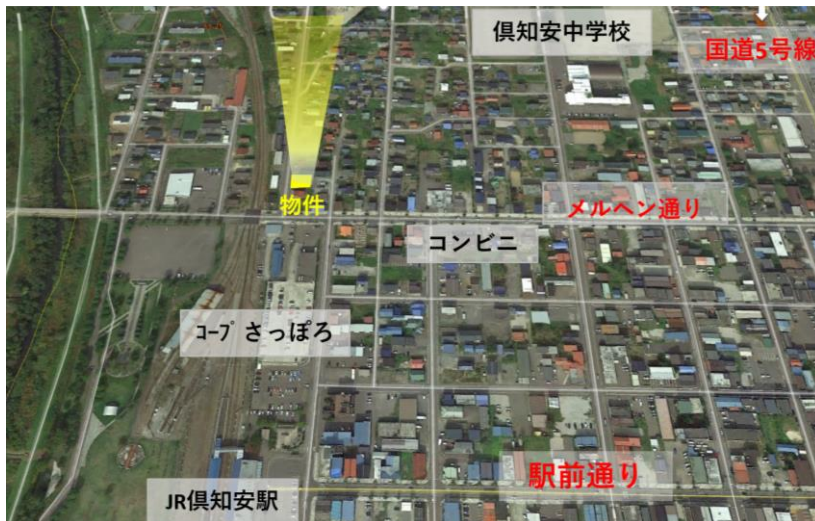 倶知安中学校
国道5号線
物件
メルヘン通り
コンビニ
ｺｰﾌﾟ さっぽろ
駅前通り
JR倶知安駅